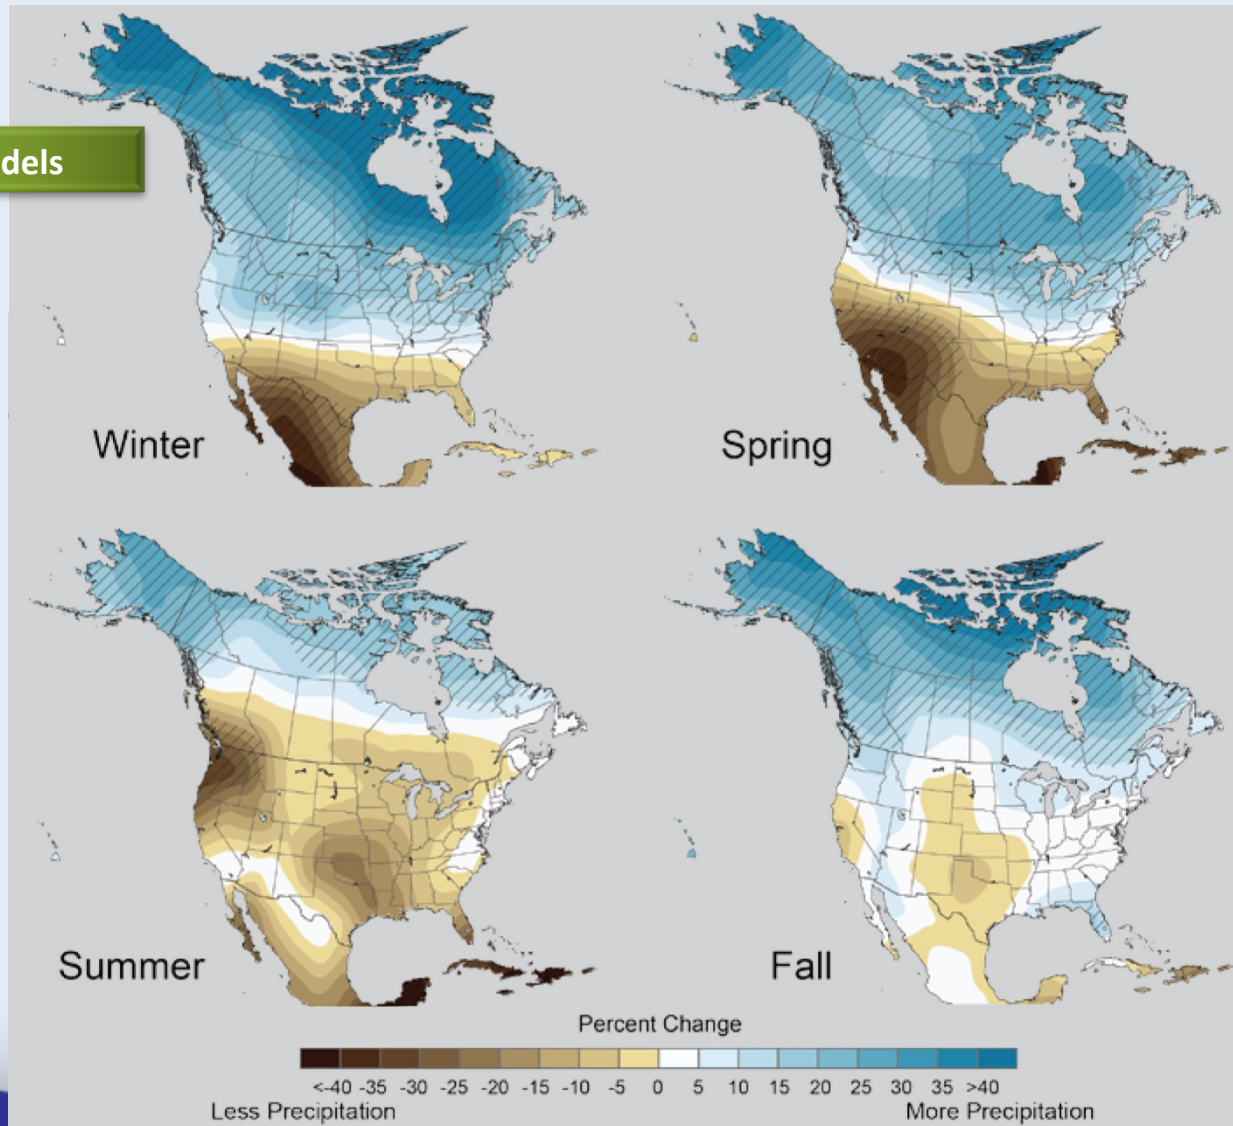 dels
Winter
Spring
Summer
Fall
Percent Change
<-40 -35 -30 -25 -20 -15 -10 -5 0 5 10 15 20 25 30 35 >40
Less Precipitation
More Precipitation